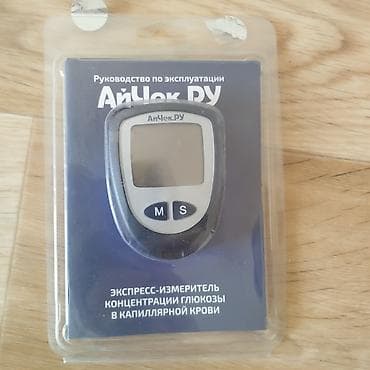 Руководство по эксплуатации
АйЧек.РУ
АйЧек.РУ
M S
ЭКСПРЕСС-ИЗМЕРИТЕЛЬ
КОНЦЕНТРАЦИИ ГЛЮКОЗЫ
В КАПИЛЛЯРНОЙ КРОВИ